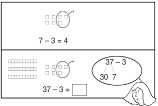 7 − 3 = 4
37 − 3
30 7
37 − 3 =